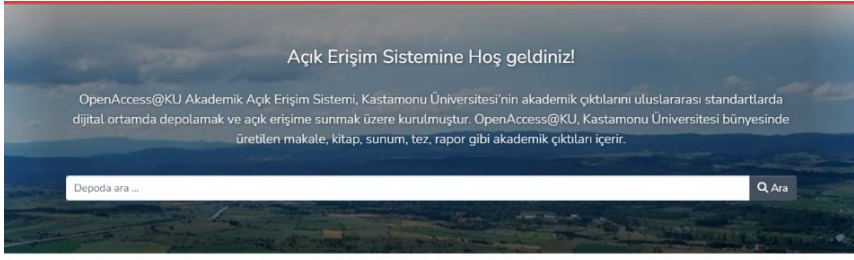 Açık Erişim Sistemine Hoş geldiniz!
OpenAccess@KU Akademik Açık Erişim Sistemi, Kastamonu Üniversitesi'nin akademik çıktılarını uluslararası standartlarda
dijital ortamda depolamak ve açık erişime sunmak üzere kurulmuştur. OpenAccess@KU, Kastamonu Üniversitesi bünyesinde
üretilen makale, kitap, sunum, tez, rapor gibi akademik çıktıları içerir.
Depoda ara ... Ara